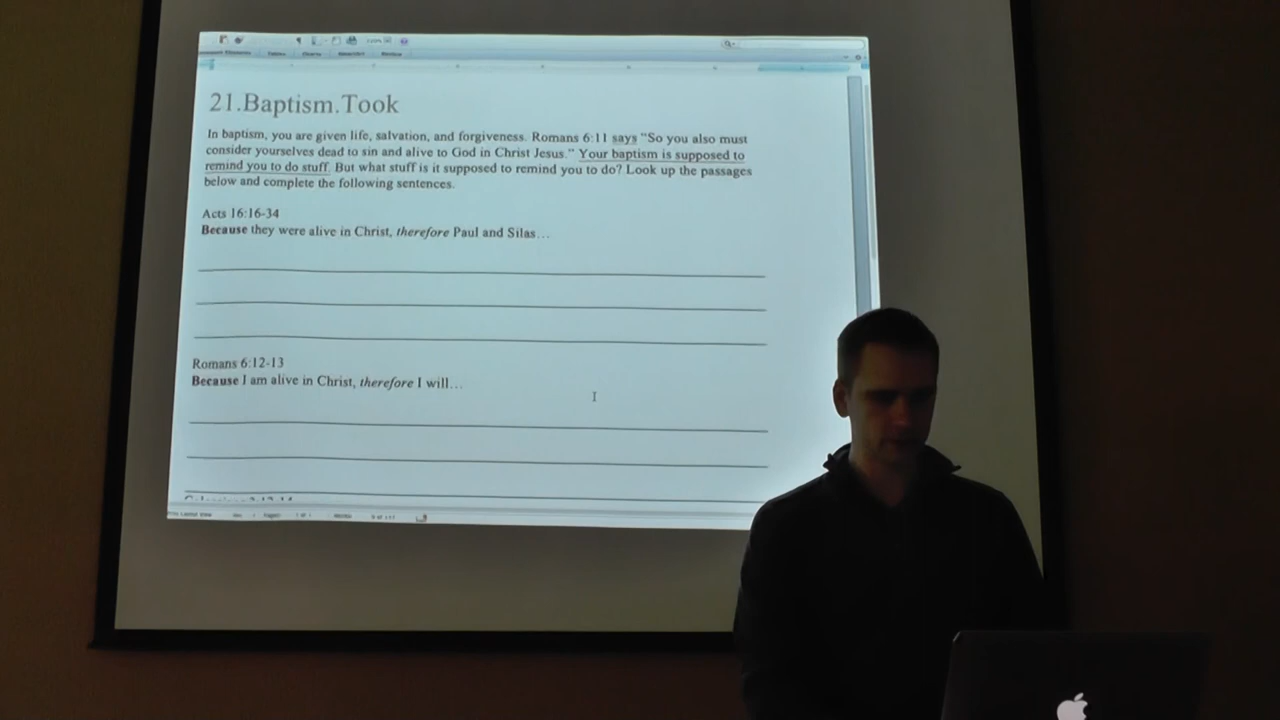 21.Baptism.Took
In baptism, you are given life, salvation, and forgiveness. Romans 6:11 says "So you also must
consider yourselves dead to sin and alive to God in Christ Jesus." Your baptism is supposed to
remind you to do stuff. But what stuff is it supposed to remind you to do? Look up the passages
below and complete the following sentences.
Acts 16:16-34
Because they were alive in Christ, therefore Paul and Silas…
Romans 6:12-13
Because I am alive in Christ, therefore I will…